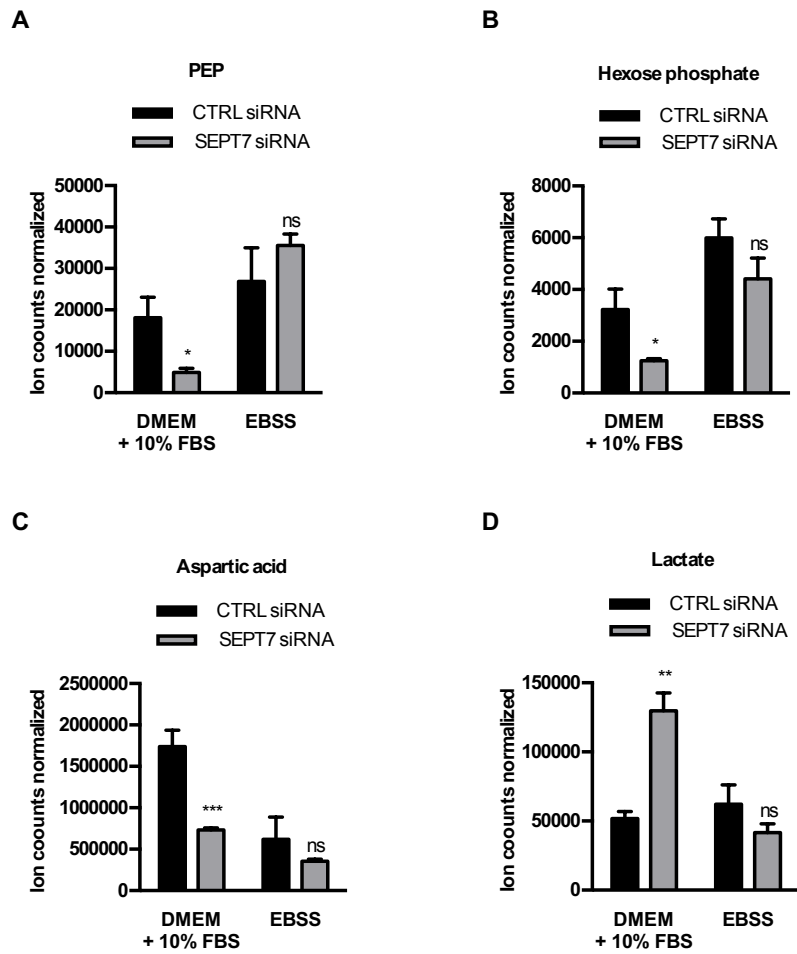 A
PEP
CTRL siRNA
SEPT7 siRNA
Ion coounts normalized
50000
40000
30000
20000
10000
0
*
ns
DMEM
+ 10% FBS
EBSS
B
Hexose phosphate
CTRL siRNA
SEPT7 siRNA
Ion coounts normalized
8000
6000
4000
2000
0
*
ns
DMEM
+ 10% FBS
EBSS
C
Aspartic acid
CTRL siRNA
SEPT7 siRNA
Ion coounts normalized
2500000
2000000
1500000
1000000
500000
0
***
ns
DMEM
+ 10% FBS
EBSS
D
Lactate
CTRL siRNA
SEPT7 siRNA
Ion coounts normalized
150000
100000
50000
0
**
ns
DMEM
+ 10% FBS
EBSS